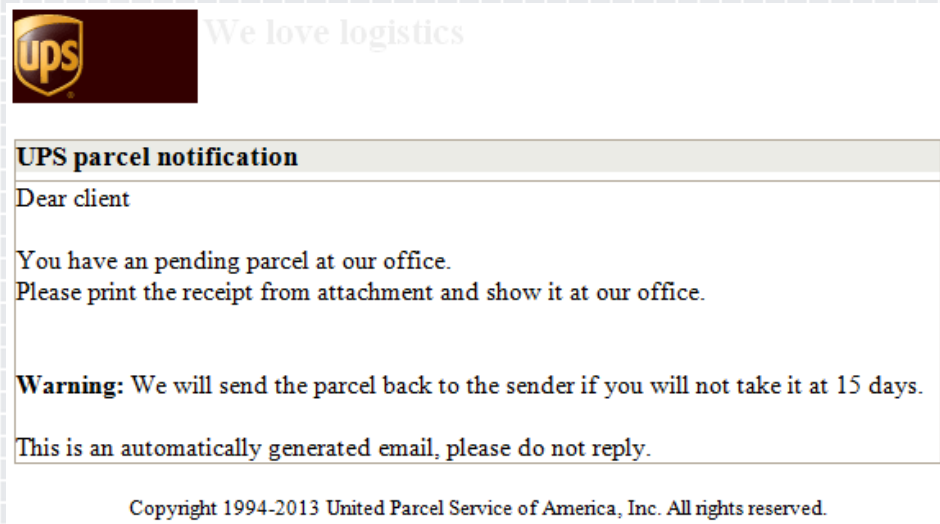 ups
We love logistics
UPS parcel notification
Dear client
You have an pending parcel at our office.
Please print the receipt from attachment and show it at our office.
Warning: We will send the parcel back to the sender if you will not take it at 15 days.
This is an automatically generated email, please do not reply.
Copyright 1994-2013 United Parcel Service of America, Inc. All rights reserved.